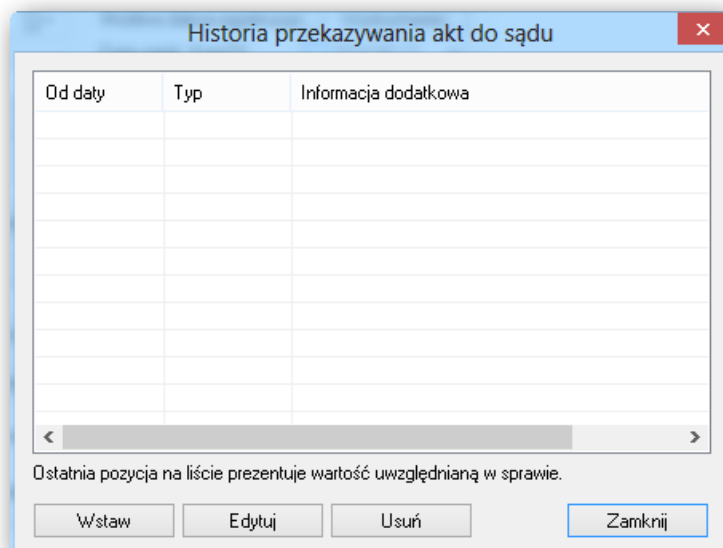 Historia przekazywania akt do sądu
Od daty Typ Informacja dodatkowa
Ostatnia pozycja na liście prezentuje wartość uwzględnianą w sprawie.
Wstaw Edytuj Usuń Zamknij